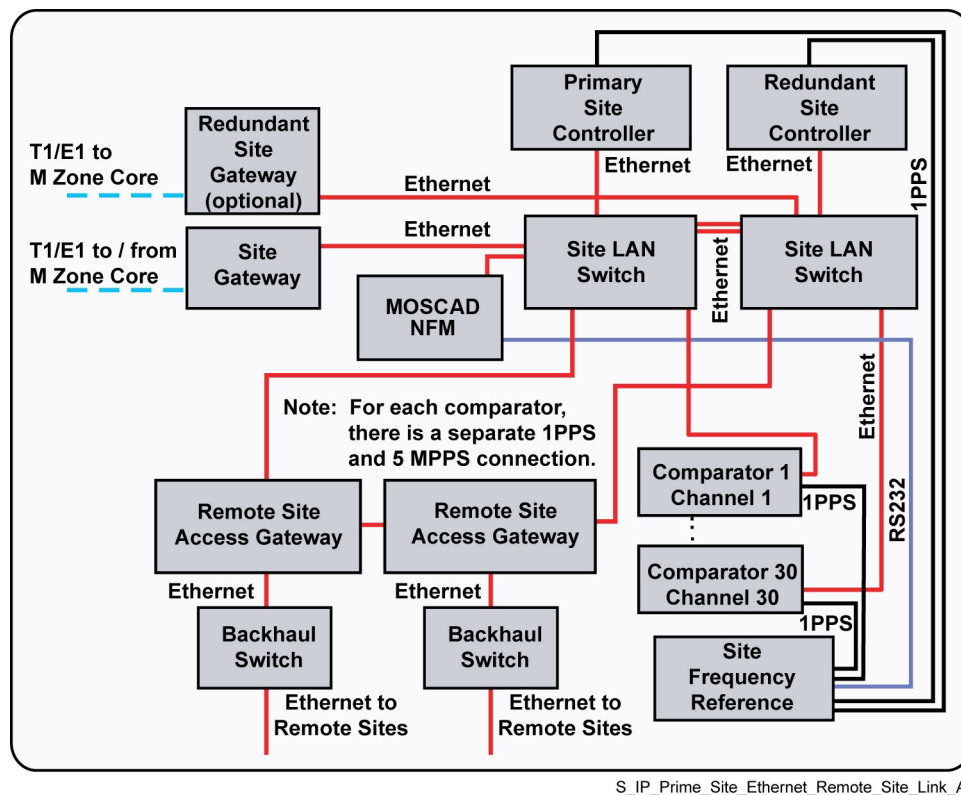 Primary
Site
Controller
Redundant
Site
Controller
Redundant
Site
Gateway
(optional)
T1/E1 to
M Zone Core
Ethernet
Ethernet
Ethernet
1PPS
T1/E1 to / from
M Zone Core
Site
Gateway
Ethernet
Site LAN
Switch
Ethernet
Site LAN
Switch
MOSCAD
NFM
Ethernet
Note: For each comparator,
there is a separate 1PPS
and 5 MPPS connection.
Remote Site
Access Gateway
Remote Site
Access Gateway
Comparator 1
Channel 1
1PPS
RS232
Comparator 30
Channel 30
1PPS
Ethernet
Ethernet
Backhaul
Switch
Backhaul
Switch
Site
Frequency
Reference
Ethernet to
Remote Sites
Ethernet to
Remote Sites
S_IP_Prime_Site_Ethernet_Remote_Site_Link_A